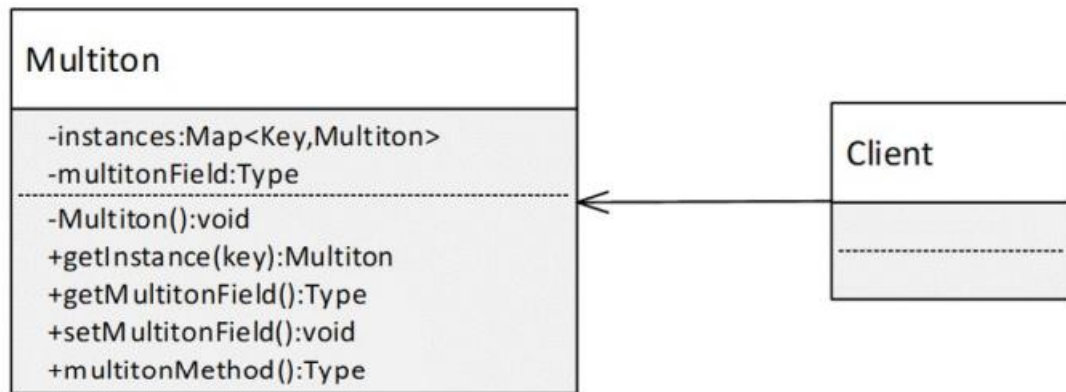 Multiton
-instances:Map<Key,Multiton>
-multitonField:Type
-Multiton():void
+getInstance(key):Multiton
+getMultitonField():Type
+setMultitonField():void
+multitonMethod():Type
Client